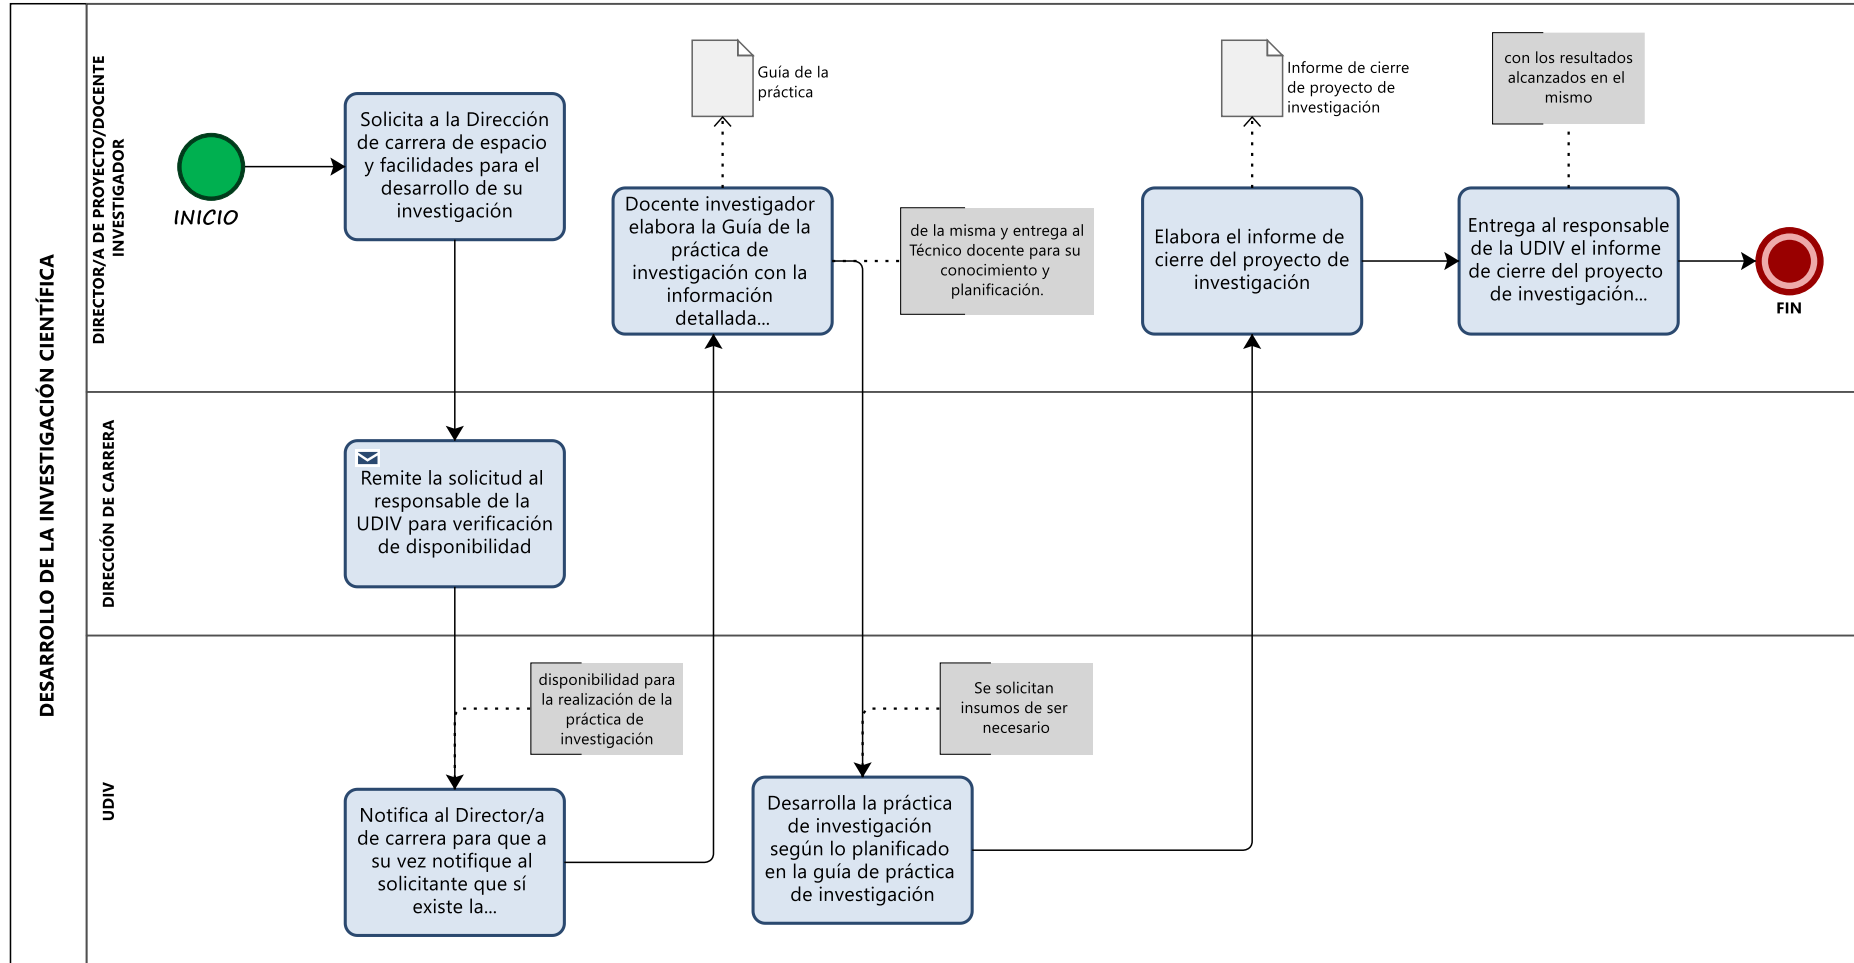 DESARROLLO DE LA INVESTIGACIÓN CIENTÍFICA
DIRECTOR/A DE PROYECTO/DOCENTE
INVESTIGADOR
INICIO
Solicita a la Dirección
de carrera de espacio
y facilidades para el
desarrollo de su
investigación
Guía de la
práctica
Docente investigador
elabora la Guía de la
práctica de
investigación con la
información
detallada...
de la misma y entrega al
Técnico docente para su
conocimiento y
planificación.
Informe de cierre
de proyecto de
investigación
Elabora el informe de
cierre del proyecto de
investigación
con los resultados
alcanzados en el
mismo
Entrega al responsable
de la UDIV el informe
de cierre del proyecto
de investigación...
FIN
DIRECCIÓN DE CARRERA
Remite la solicitud al
responsable de la
UDIV para verificación
de disponibilidad
UDIV
disponibilidad para
la realización de la
práctica de
investigación
Notifica al Director/a
de carrera para que a
su vez notifique al
solicitante que sí
existe la...
Se solicitan
insumos de ser
necesario
Desarrolla la práctica
de investigación
según lo planificado
en la guía de práctica
de investigación